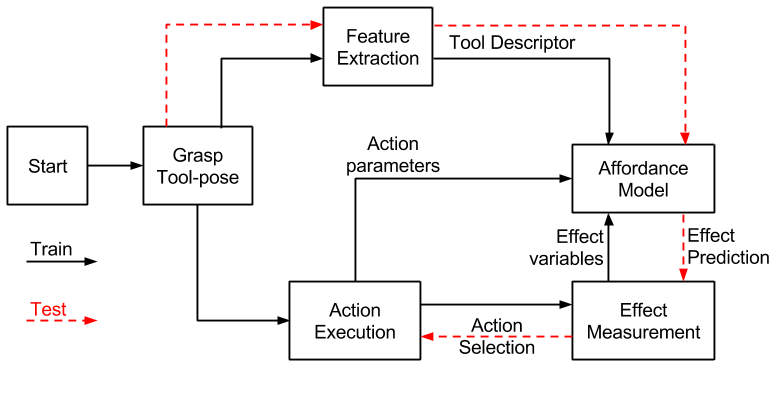 Feature
Extraction
Tool Descriptor
Start
Grasp
Tool-pose
Action
parameters
Affordance
Model
Train
Effect
variables
Effect
Prediction
Test
Action
Execution
Action
Selection
Effect
Measurement